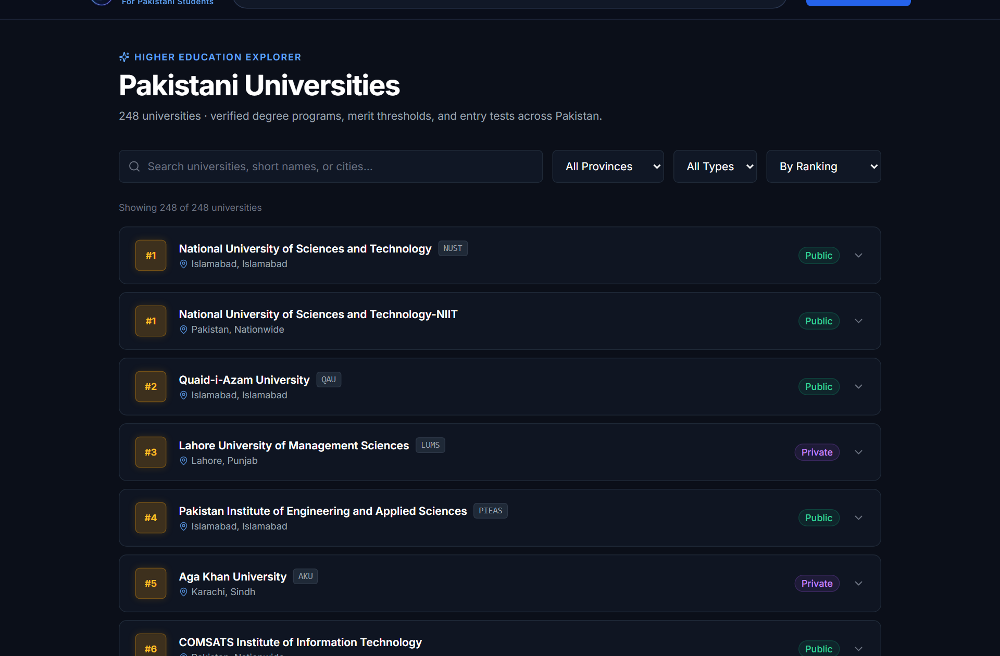 For Pakistani Students
HIGHER EDUCATION EXPLORER
Pakistani Universities
248 universities · verified degree programs, merit thresholds, and entry tests across Pakistan.
Search universities, short names, or cities...
All Provinces
All Types
By Ranking
Showing 248 of 248 universities
#1
National University of Sciences and Technology NUST
Islamabad, Islamabad
Public
#1
National University of Sciences and Technology-NIIT
Pakistan, Nationwide
Public
#2
Quaid-i-Azam University QAU
Islamabad, Islamabad
Public
#3
Lahore University of Management Sciences LUMS
Lahore, Punjab
Private
#4
Pakistan Institute of Engineering and Applied Sciences PIEAS
Islamabad, Islamabad
Public
#5
Aga Khan University AKU
Karachi, Sindh
Private
#6
COMSATS Institute of Information Technology
Pakistan, Nationwide
Public